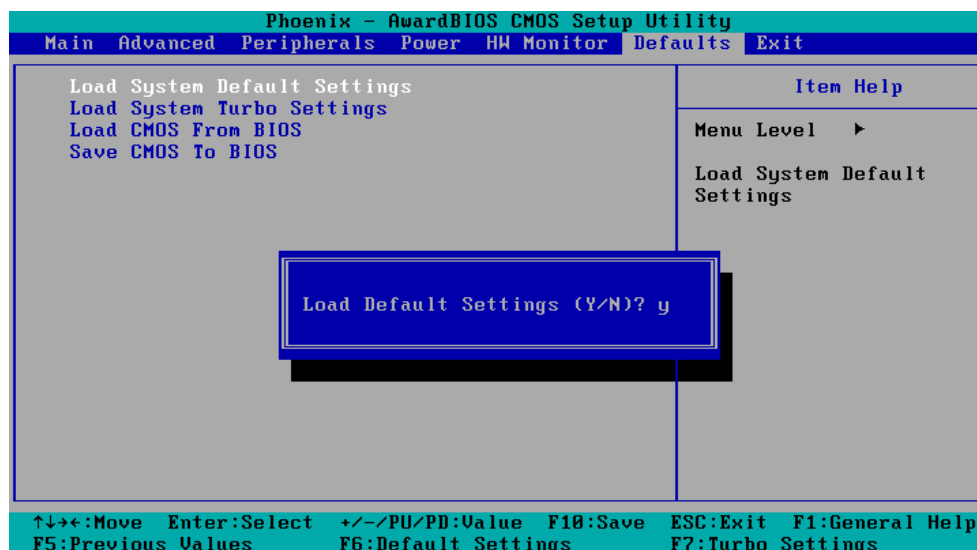 Phoenix - AwardBIOS CMOS Setup Utility
Main Advanced Peripherals Power HW Monitor Defaults Exit
Load System Default Settings
Load System Turbo Settings
Load CMOS From BIOS
Save CMOS To BIOS
Item Help
Menu Level ▸
Load System Default
Settings
Load Default Settings (Y/N)? y
↑↓→←:Move Enter:Select +/-/PU/PD:Value F10:Save ESC:Exit F1:General Help
F5:Previous Values F6:Default Settings F7:Turbo Settings